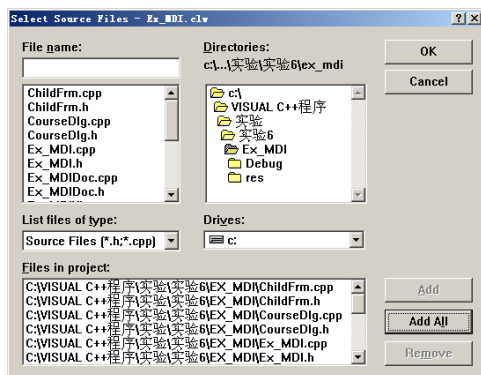 Select Source Files - Ex_MDI.clw
File name:
Directories:
c:\...\实验\实验6\ex_mdi
OK
Cancel
ChildFrm.cpp
ChildFrm.h
CourseDlg.cpp
CourseDlg.h
Ex_MDI.cpp
Ex_MDI.h
Ex_MDIDoc.cpp
Ex_MDIDoc.h
c:\
VISUAL C++程序
实验
实验6
Ex_MDI
Debug
res
List files of type:
Source Files (*.h;*.cpp)
Drives:
c:
Files in project:
C:\VISUAL C++程序\实验\实验6\EX_MDI\ChildFrm.cpp
C:\VISUAL C++程序\实验\实验6\EX_MDI\ChildFrm.h
C:\VISUAL C++程序\实验\实验6\EX_MDI\CourseDlg.cpp
C:\VISUAL C++程序\实验\实验6\EX_MDI\CourseDlg.h
C:\VISUAL C++程序\实验\实验6\EX_MDI\Ex_MDI.cpp
C:\VISUAL C++程序\实验\实验6\EX_MDI\Ex_MDI.h
Add
Add All
Remove